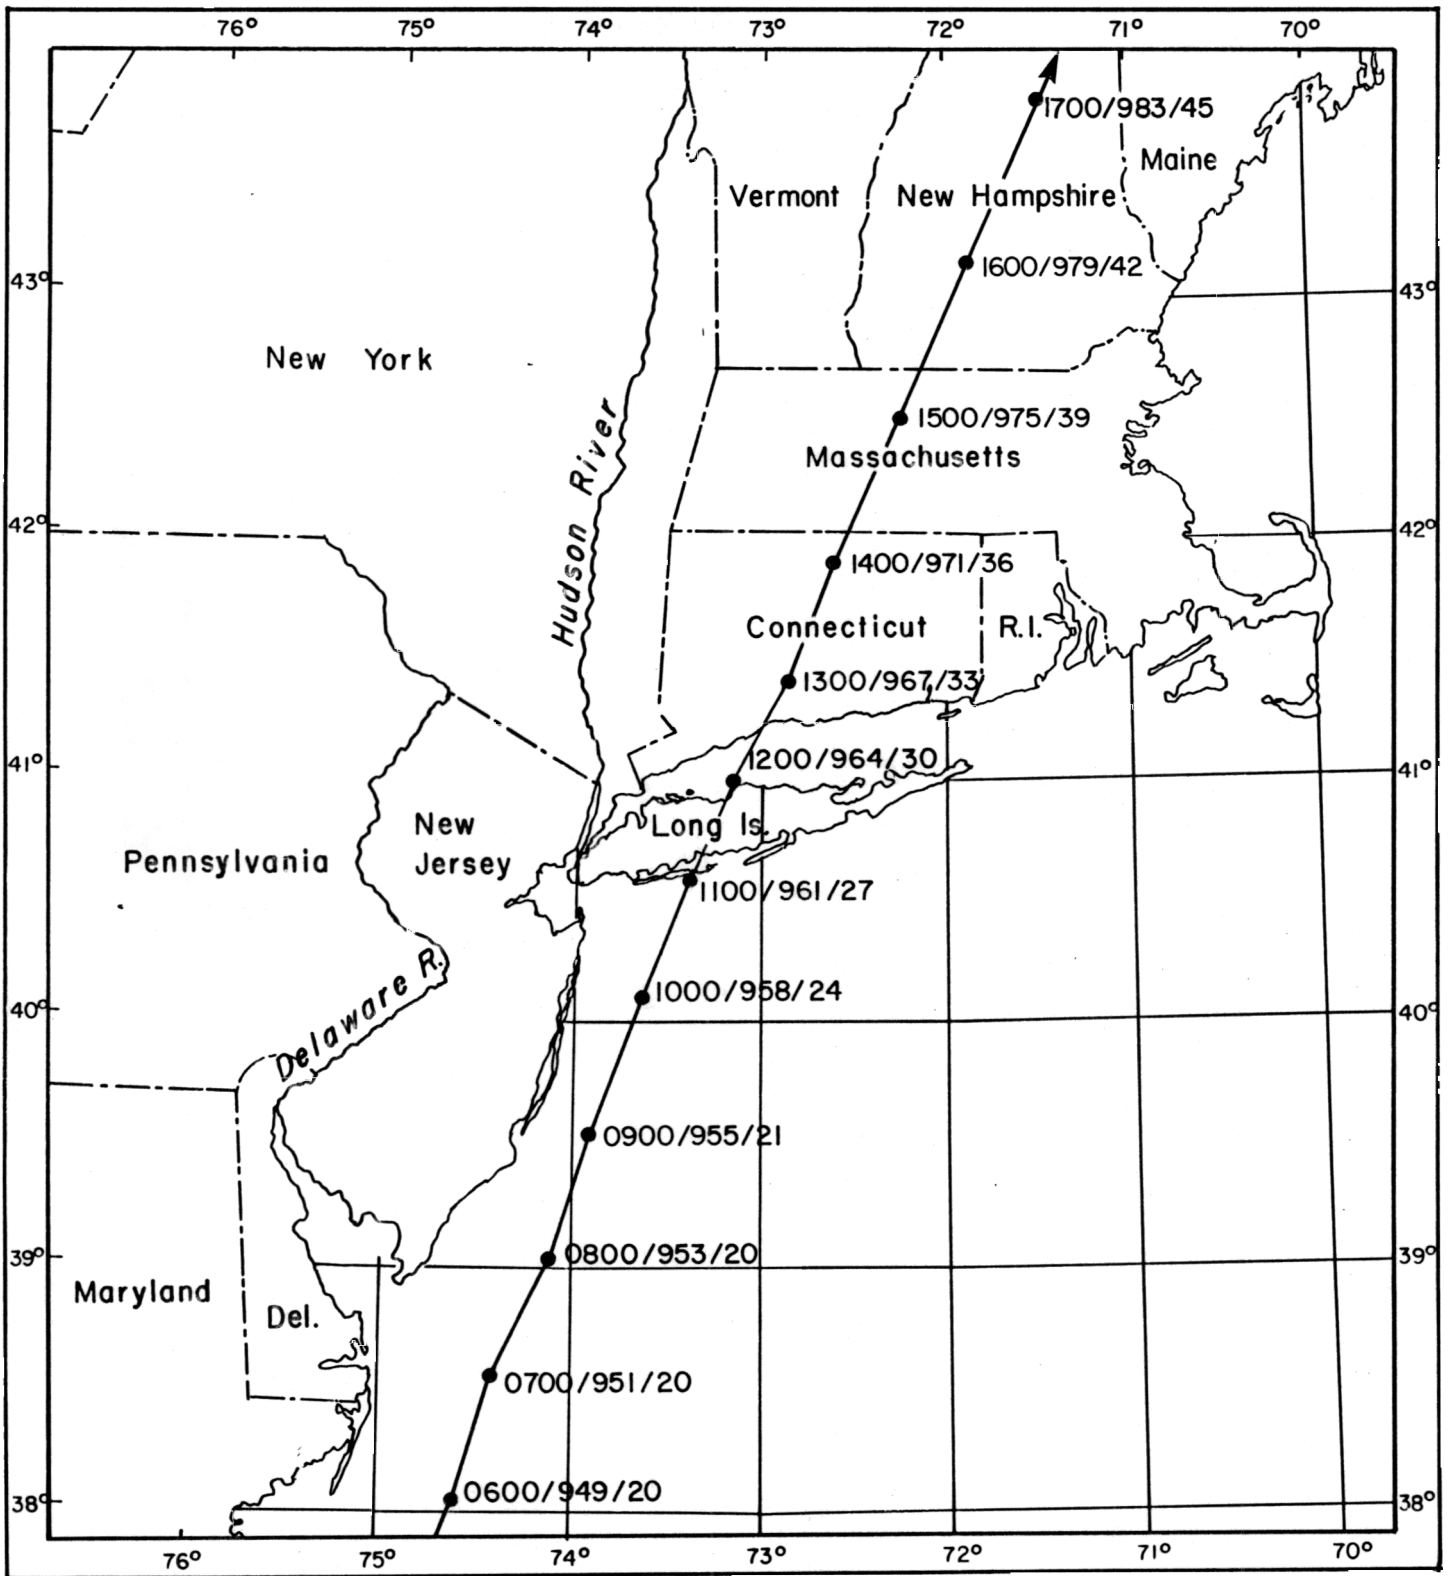 76° 75° 74° 73° 72° 71° 70°
1700/983/45
Maine
Vermont New Hampshire
1600/979/42
43° 43°
New York
1500/975/39
Hudson River
Massachusetts
42° 42°
1400/971/36
Connecticut R.I.
1300/967/33
1200/964/30
41° 41°
New
Jersey
Long Is.
Pennsylvania
1100/961/27
Delaware R.
1000/958/24
40° 40°
0900/955/21
0800/953/20
39° 39°
Maryland
Del.
0700/951/20
0600/949/20
38° 38°
76° 75° 74° 73° 72° 71° 70°